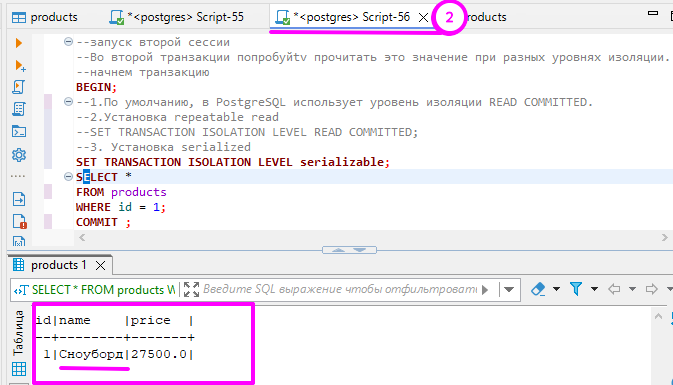 products *<postgres> Script-55 *<postgres> Script-56 2 products
--запуск второй сессии
--Во второй транзакции попробуйтv прочитать это значение при разных уровнях изоляции.
--начнем транзакцию
BEGIN;
--1.По умолчанию, в PostgreSQL использует уровень изоляции READ COMMITTED.
--2.Установка repeatable read
--SET TRANSACTION ISOLATION LEVEL READ COMMITTED;
--3. Установка serialized
SET TRANSACTION ISOLATION LEVEL serializable;
SELECT *
FROM products
WHERE id = 1;
COMMIT ;
products 1
SELECT * FROM products W Введите SQL выражение чтобы отфильтровать
Таблица
id|name    |price  |
--+--------+-------+
 1|Сноуборд|27500.0|